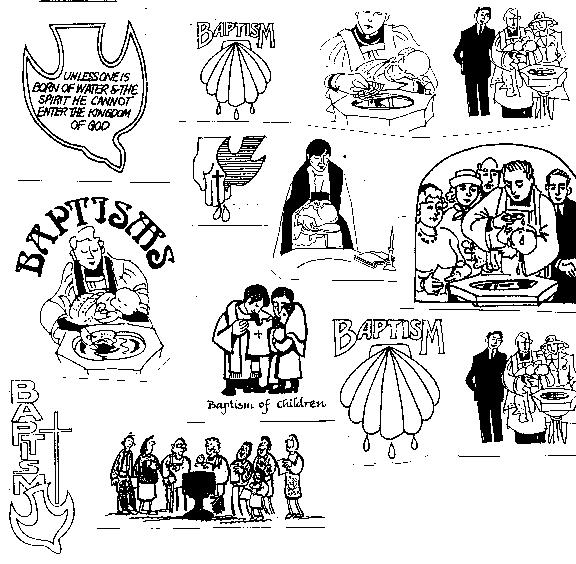 UNLESS ONE IS
BORN OF WATER & THE
SPIRIT HE CANNOT
ENTER THE KINGDOM
OF GOD
BAPTISM
BAPTISMS
Baptism of children
BAPTISM
BAPTISM